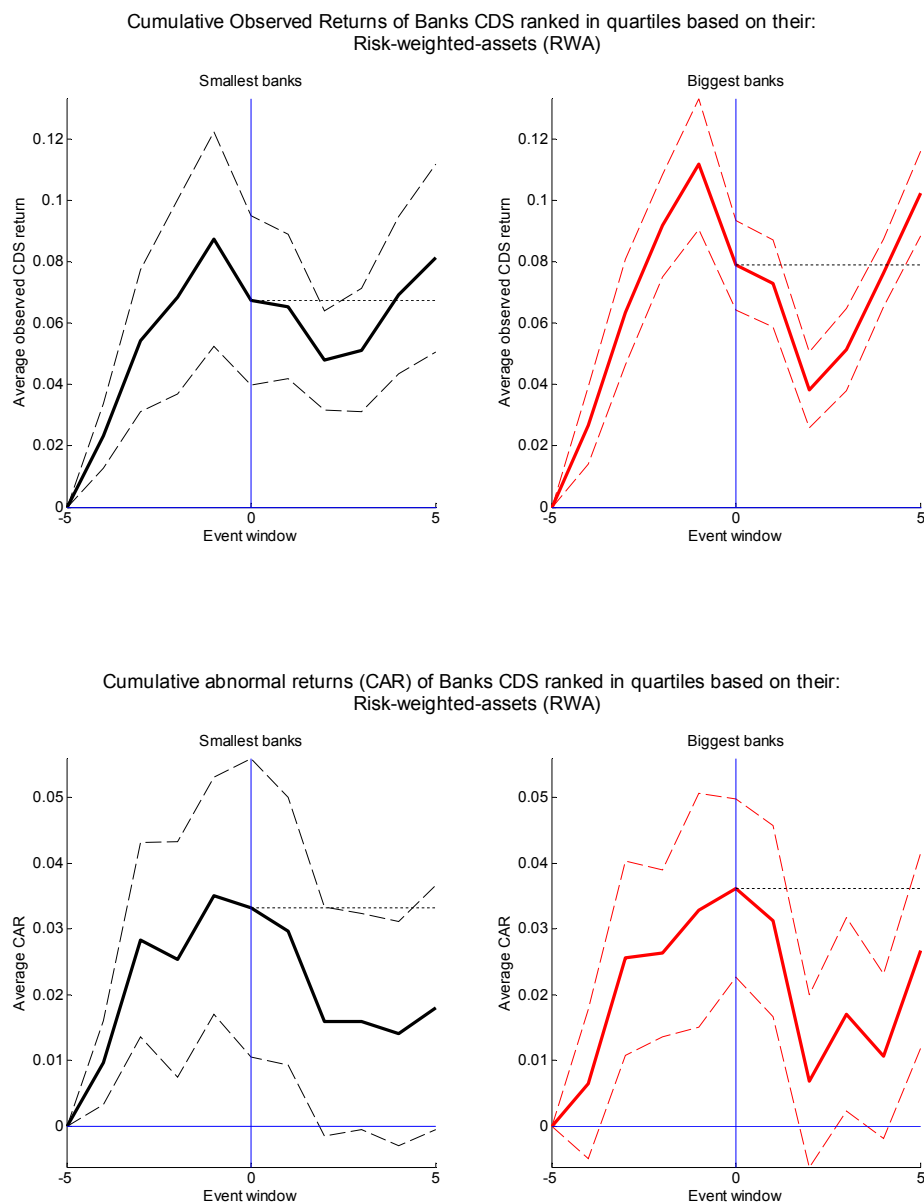 Cumulative Observed Returns of Banks CDS ranked in quartiles based on their:
Risk-weighted-assets (RWA)
Smallest banks
Average observed CDS return
0.12
0.1
0.08
0.06
0.04
0.02
0
-5
0
5
Event window
Biggest banks
Average observed CDS return
0.12
0.1
0.08
0.06
0.04
0.02
0
-5
0
5
Event window
Cumulative abnormal returns (CAR) of Banks CDS ranked in quartiles based on their:
Risk-weighted-assets (RWA)
Smallest banks
Average CAR
0.05
0.04
0.03
0.02
0.01
0
-5
0
5
Event window
Biggest banks
Average CAR
0.05
0.04
0.03
0.02
0.01
0
-5
0
5
Event window